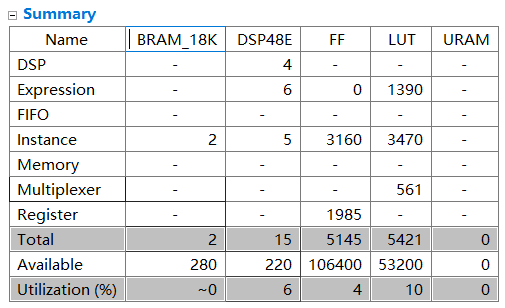 Summary
Name BRAM_18K DSP48E FF LUT URAM
DSP - 4 - - -
Expression - 6 0 1390 -
FIFO - - - - -
Instance 2 5 3160 3470 -
Memory - - - - -
Multiplexer - - - 561 -
Register - - 1985 - -
Total 2 15 5145 5421 0
Available 280 220 106400 53200 0
Utilization (%) ~0 6 4 10 0